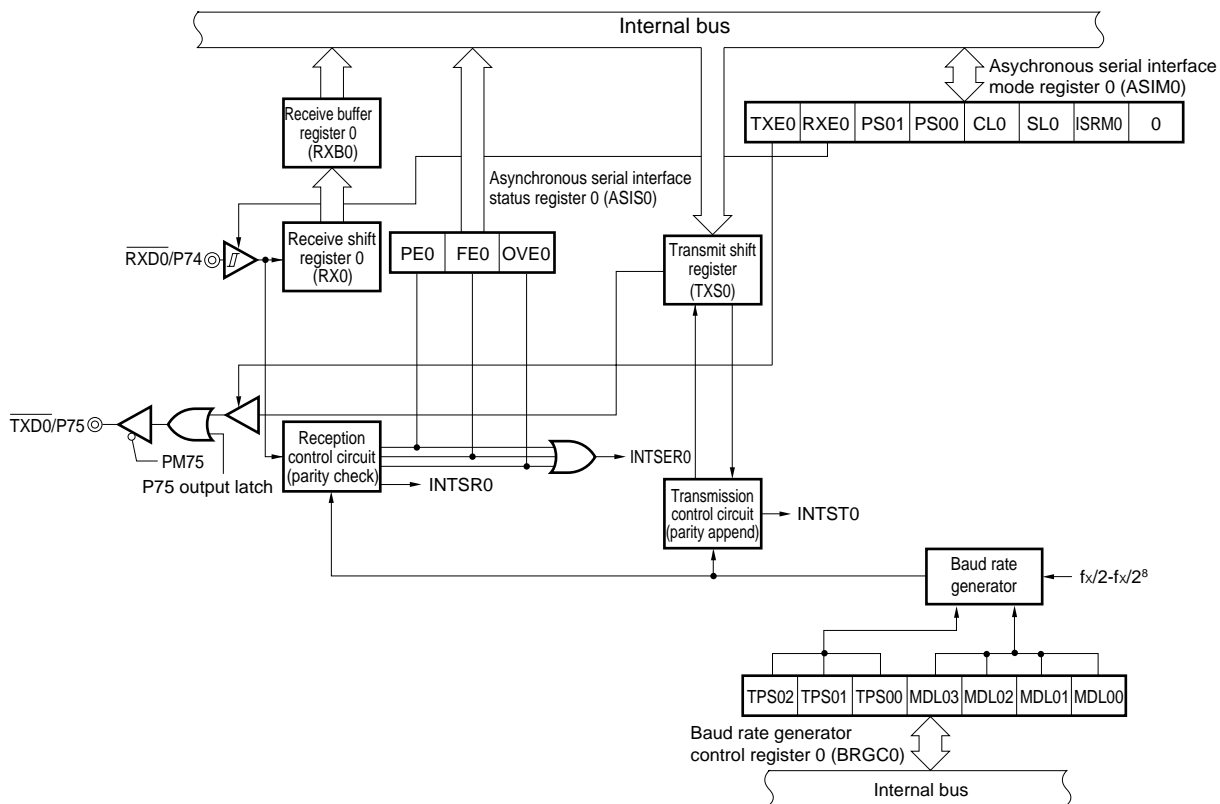 Internal bus
Asychronous serial interface
mode register 0 (ASIM0)
Receive buffer
register 0
(RXB0)
TXE0 RXE0 PS01 PS00 CL0 SL0 ISRM0 0
Asynchronous serial interface
status register 0 (ASIS0)
RXD0/P74
Receive shift
register 0
(RX0)
PE0 FE0 OVE0
Transmit shift
register
(TXS0)
TXD0/P75
PM75
P75 output latch
Reception
control circuit
(parity check)
INTSER0
INTSR0
Transmission
control circuit
(parity append)
INTST0
Baud rate
generator
fX/2-fX/2⁸
TPS02 TPS01 TPS00 MDL03 MDL02 MDL01 MDL00
Baud rate generator
control register 0 (BRGC0)
Internal bus